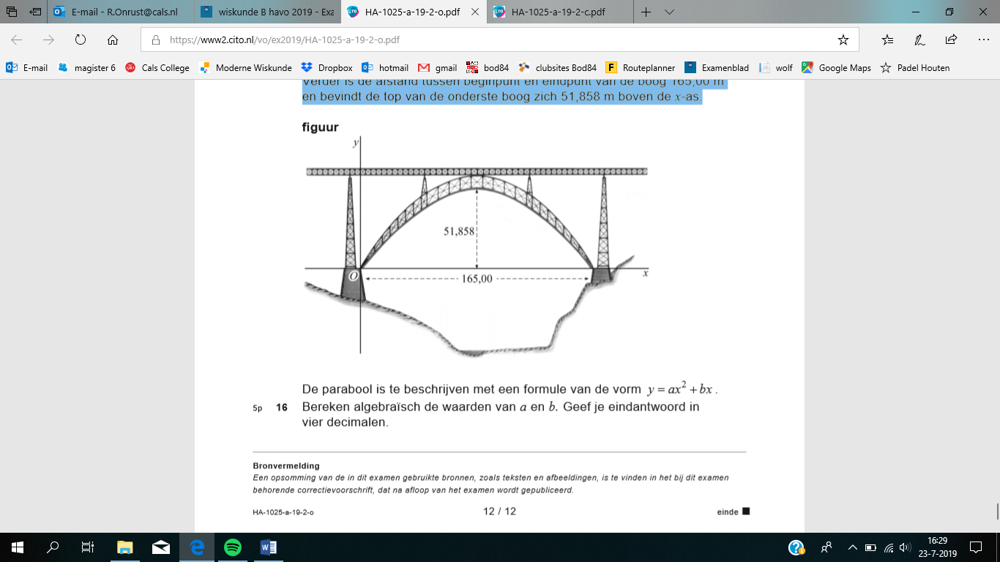 E-mail - R.Onrust@cals.nl
wiskunde B havo 2019 - Exa
HA-1025-a-19-2-o.pdf
HA-1025-a-19-2-c.pdf
https://www2.cito.nl/vo/ex2019/HA-1025-a-19-2-o.pdf
E-mail magister 6 Cals College Moderne Wiskunde Dropbox hotmail gmail bod84 clubsites Bod84 Routeplanner Examenblad wolf Google Maps Padel Houten
Verder is de afstand tussen beginpunt en eindpunt van de boog 165,00 m
en bevindt de top van de onderste boog zich 51,858 m boven de x-as.
figuur
y
51,858
O
165,00
x
De parabool is te beschrijven met een formule van de vorm y = ax² + bx .
5p 16 Bereken algebraïsch de waarden van a en b. Geef je eindantwoord in
vier decimalen.
Bronvermelding
Een opsomming van de in dit examen gebruikte bronnen, zoals teksten en afbeeldingen, is te vinden in het bij dit examen
behorende correctievoorschrift, dat na afloop van het examen wordt gepubliceerd.
HA-1025-a-19-2-o 12 / 12 einde
16:29
23-7-2019